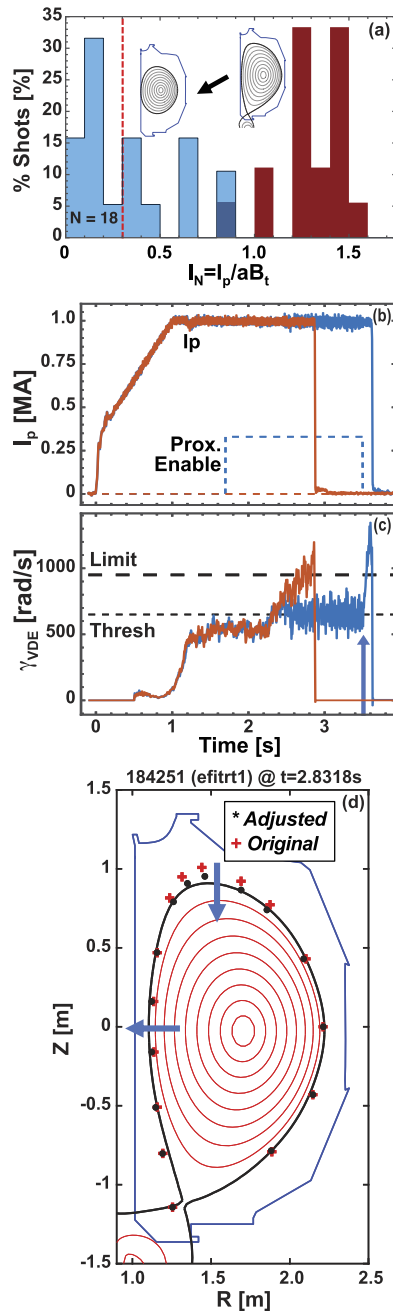 (a)
% Shots [%]
35
30
25
20
15
10
5
0
N = 18
0 0.5 1.0 1.5
I_N=I_p/aB_t
(b)
I_p [MA]
1.0
0.75
0.50
0.25
0
Ip
Prox.
Enable
(c)
γ_VDE [rad/s]
1000
500
0
Limit
Thresh
0 1 2 3
Time [s]
184251 (efitrt1) @ t=2.8318s
(d)
* Adjusted
+ Original
Z [m]
1.5
1
0.5
0
-0.5
-1
-1.5
1.0 1.5 2.0 2.5
R [m]